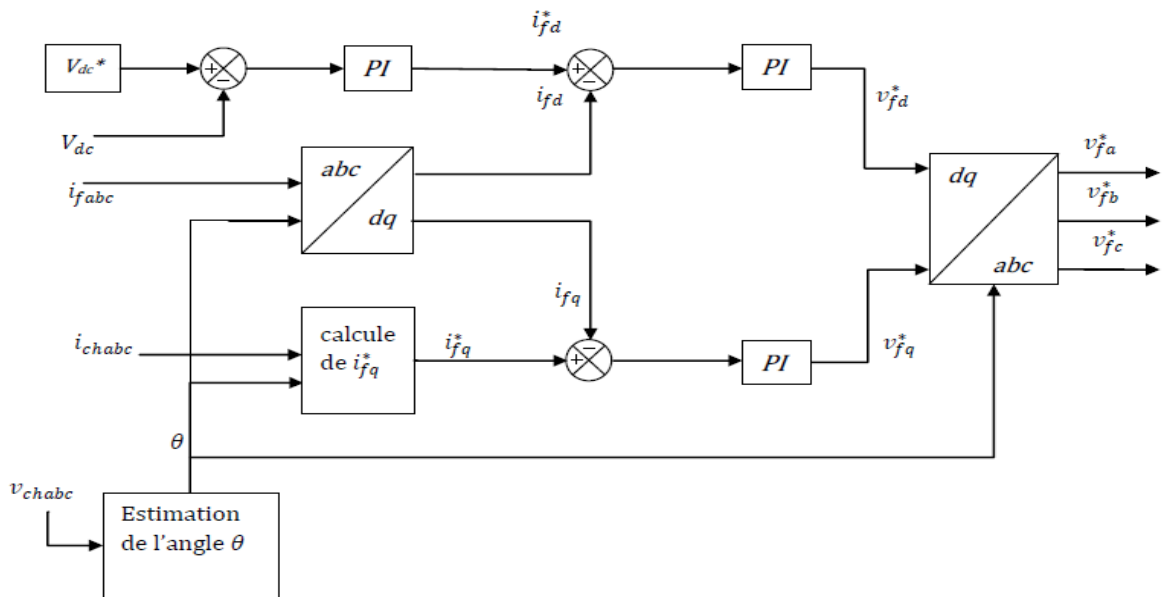 i*fd
Vdc*
+
−
PI
+
−
PI
ifd
v*fd
Vdc
abc
dq
ifabc
dq
abc
v*fa
v*fb
v*fc
ifq
ichabc
calcule
de i*fq
i*fq
−
+
PI
v*fq
θ
vchabc
Estimation
de l'angle θ